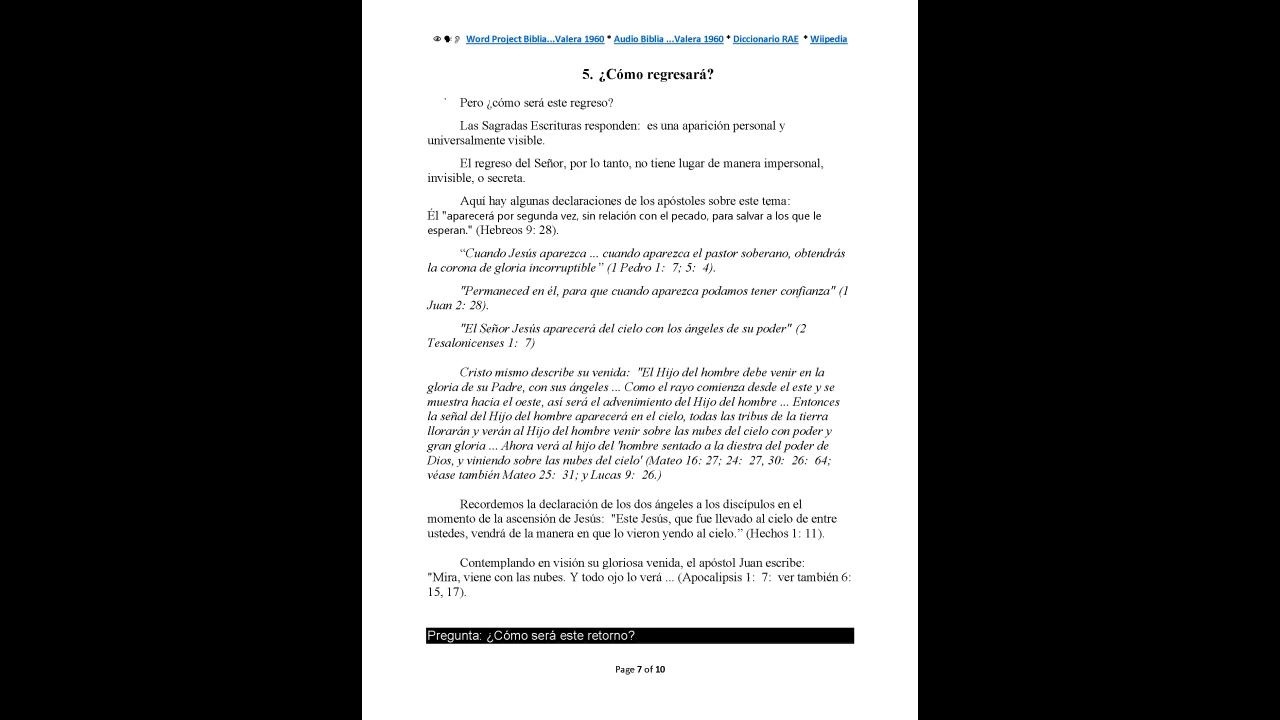 Word Project Biblia...Valera 1960 * Audio Biblia ...Valera 1960 * Diccionario RAE * Wiipedia
5. ¿Cómo regresará?
Pero ¿cómo será este regreso?
Las Sagradas Escrituras responden: es una aparición personal y
universalmente visible.
El regreso del Señor, por lo tanto, no tiene lugar de manera impersonal,
invisible, o secreta.
Aquí hay algunas declaraciones de los apóstoles sobre este tema:
Él "aparecerá por segunda vez, sin relación con el pecado, para salvar a los que le
esperan." (Hebreos 9: 28).
“Cuando Jesús aparezca ... cuando aparezca el pastor soberano, obtendrás
la corona de gloria incorruptible” (1 Pedro 1: 7; 5: 4).
"Permaneced en él, para que cuando aparezca podamos tener confianza" (1
Juan 2: 28).
"El Señor Jesús aparecerá del cielo con los ángeles de su poder" (2
Tesalonicenses 1: 7)
Cristo mismo describe su venida: "El Hijo del hombre debe venir en la
gloria de su Padre, con sus ángeles ... Como el rayo comienza desde el este y se
muestra hacia el oeste, así será el advenimiento del Hijo del hombre ... Entonces
la señal del Hijo del hombre aparecerá en el cielo, todas las tribus de la tierra
llorarán y verán al Hijo del hombre venir sobre las nubes del cielo con poder y
gran gloria ... Ahora verá al hijo del 'hombre sentado a la diestra del poder de
Dios, y viniendo sobre las nubes del cielo' (Mateo 16: 27; 24: 27, 30: 26: 64;
véase también Mateo 25: 31; y Lucas 9: 26.)
Recordemos la declaración de los dos ángeles a los discípulos en el
momento de la ascensión de Jesús: "Este Jesús, que fue llevado al cielo de entre
ustedes, vendrá de la manera en que lo vieron yendo al cielo.” (Hechos 1: 11).
Contemplando en visión su gloriosa venida, el apóstol Juan escribe:
"Mira, viene con las nubes. Y todo ojo lo verá ... (Apocalipsis 1: 7: ver también 6:
15, 17).
Pregunta: ¿Cómo será este retorno?
Page 7 of 10